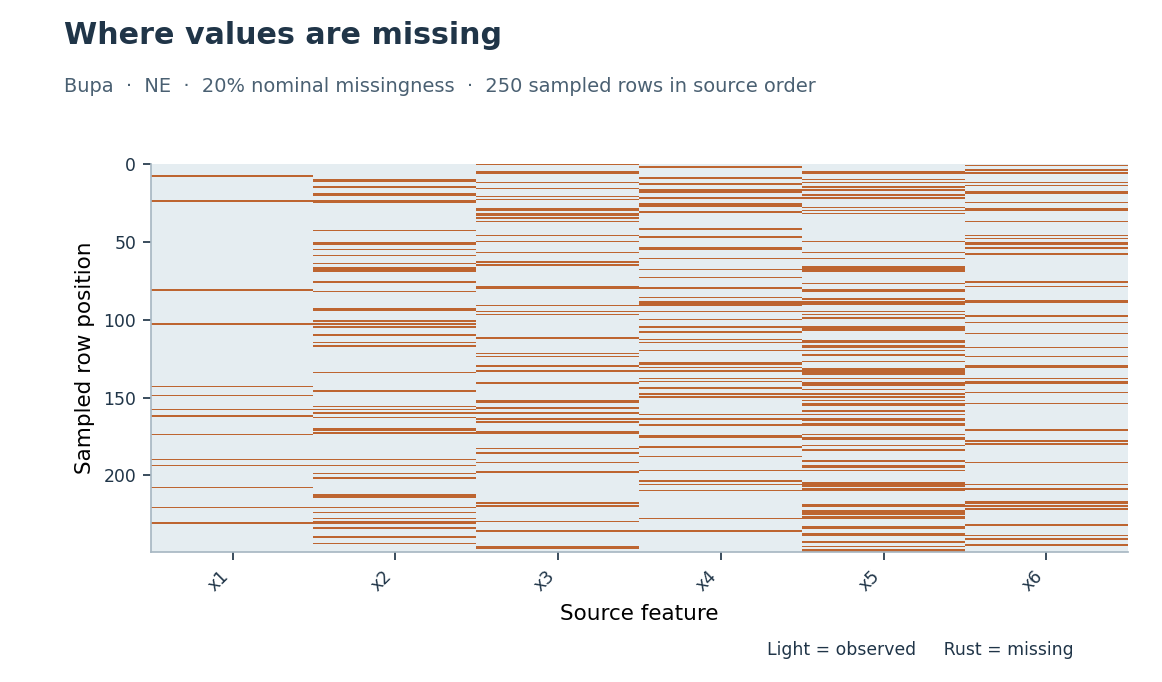 Where values are missing
Bupa · NE · 20% nominal missingness · 250 sampled rows in source order
0
50
100
150
200
Sampled row position
x1 x2 x3 x4 x5 x6
Source feature
Light = observed Rust = missing